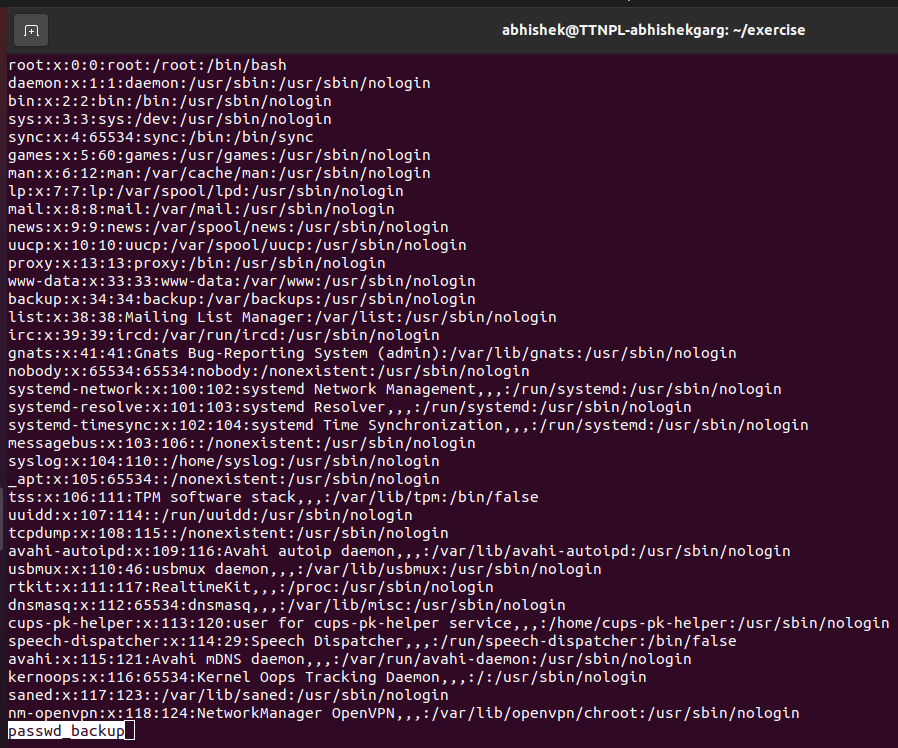 abhishek@TTNPL-abhishekgarg: ~/exercise
root:x:0:0:root:/root:/bin/bash
daemon:x:1:1:daemon:/usr/sbin:/usr/sbin/nologin
bin:x:2:2:bin:/bin:/usr/sbin/nologin
sys:x:3:3:sys:/dev:/usr/sbin/nologin
sync:x:4:65534:sync:/bin:/bin/sync
games:x:5:60:games:/usr/games:/usr/sbin/nologin
man:x:6:12:man:/var/cache/man:/usr/sbin/nologin
lp:x:7:7:lp:/var/spool/lpd:/usr/sbin/nologin
mail:x:8:8:mail:/var/mail:/usr/sbin/nologin
news:x:9:9:news:/var/spool/news:/usr/sbin/nologin
uucp:x:10:10:uucp:/var/spool/uucp:/usr/sbin/nologin
proxy:x:13:13:proxy:/bin:/usr/sbin/nologin
www-data:x:33:33:www-data:/var/www:/usr/sbin/nologin
backup:x:34:34:backup:/var/backups:/usr/sbin/nologin
list:x:38:38:Mailing List Manager:/var/list:/usr/sbin/nologin
irc:x:39:39:ircd:/var/run/ircd:/usr/sbin/nologin
gnats:x:41:41:Gnats Bug-Reporting System (admin):/var/lib/gnats:/usr/sbin/nologin
nobody:x:65534:65534:nobody:/nonexistent:/usr/sbin/nologin
systemd-network:x:100:102:systemd Network Management,,,:/run/systemd:/usr/sbin/nologin
systemd-resolve:x:101:103:systemd Resolver,,,:/run/systemd:/usr/sbin/nologin
systemd-timesync:x:102:104:systemd Time Synchronization,,,:/run/systemd:/usr/sbin/nologin
messagebus:x:103:106::/nonexistent:/usr/sbin/nologin
syslog:x:104:110::/home/syslog:/usr/sbin/nologin
_apt:x:105:65534::/nonexistent:/usr/sbin/nologin
tss:x:106:111:TPM software stack,,,:/var/lib/tpm:/bin/false
uuidd:x:107:114::/run/uuidd:/usr/sbin/nologin
tcpdump:x:108:115::/nonexistent:/usr/sbin/nologin
avahi-autoipd:x:109:116:Avahi autoip daemon,,,:/var/lib/avahi-autoipd:/usr/sbin/nologin
usbmux:x:110:46:usbmux daemon,,,:/var/lib/usbmux:/usr/sbin/nologin
rtkit:x:111:117:RealtimeKit,,,:/proc:/usr/sbin/nologin
dnsmasq:x:112:65534:dnsmasq,,,:/var/lib/misc:/usr/sbin/nologin
cups-pk-helper:x:113:120:user for cups-pk-helper service,,,:/home/cups-pk-helper:/usr/sbin/nologin
speech-dispatcher:x:114:29:Speech Dispatcher,,,:/run/speech-dispatcher:/bin/false
avahi:x:115:121:Avahi mDNS daemon,,,:/var/run/avahi-daemon:/usr/sbin/nologin
kernoops:x:116:65534:Kernel Oops Tracking Daemon,,,:/:/usr/sbin/nologin
saned:x:117:123::/var/lib/saned:/usr/sbin/nologin
nm-openvpn:x:118:124:NetworkManager OpenVPN,,,:/var/lib/openvpn/chroot:/usr/sbin/nologin
passwd_backup